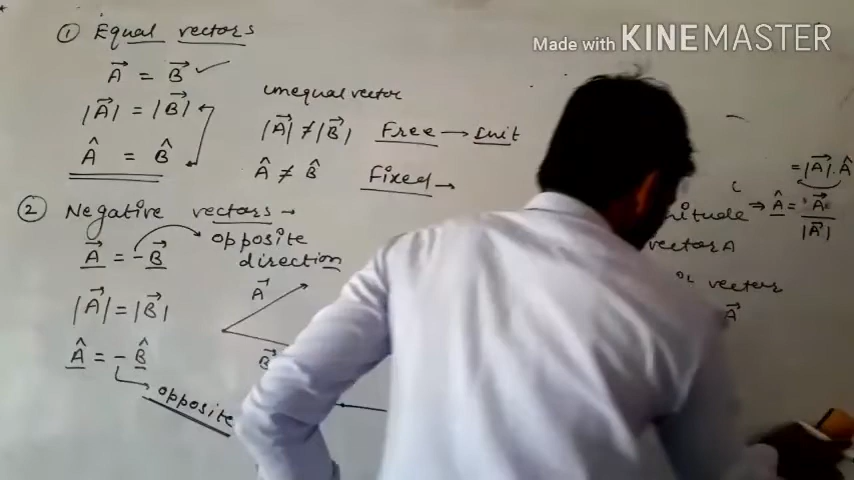 Made with KINEMASTER
① Equal vectors
A⃗ = B⃗ ✓
|A⃗| = |B⃗|
Â = B̂
unequal vector
|A⃗| ≠ |B⃗|
Â ≠ B̂
Free → Unit
Fixed →
② Negative vectors →
A⃗ = -B⃗
opposite
direction
|A⃗| = |B⃗|
Â = - B̂
opposite
A⃗
B⃗
= |A⃗|. Â
nitude ⇒ Â = A⃗ / |A⃗|
vector A
vectors
A⃗